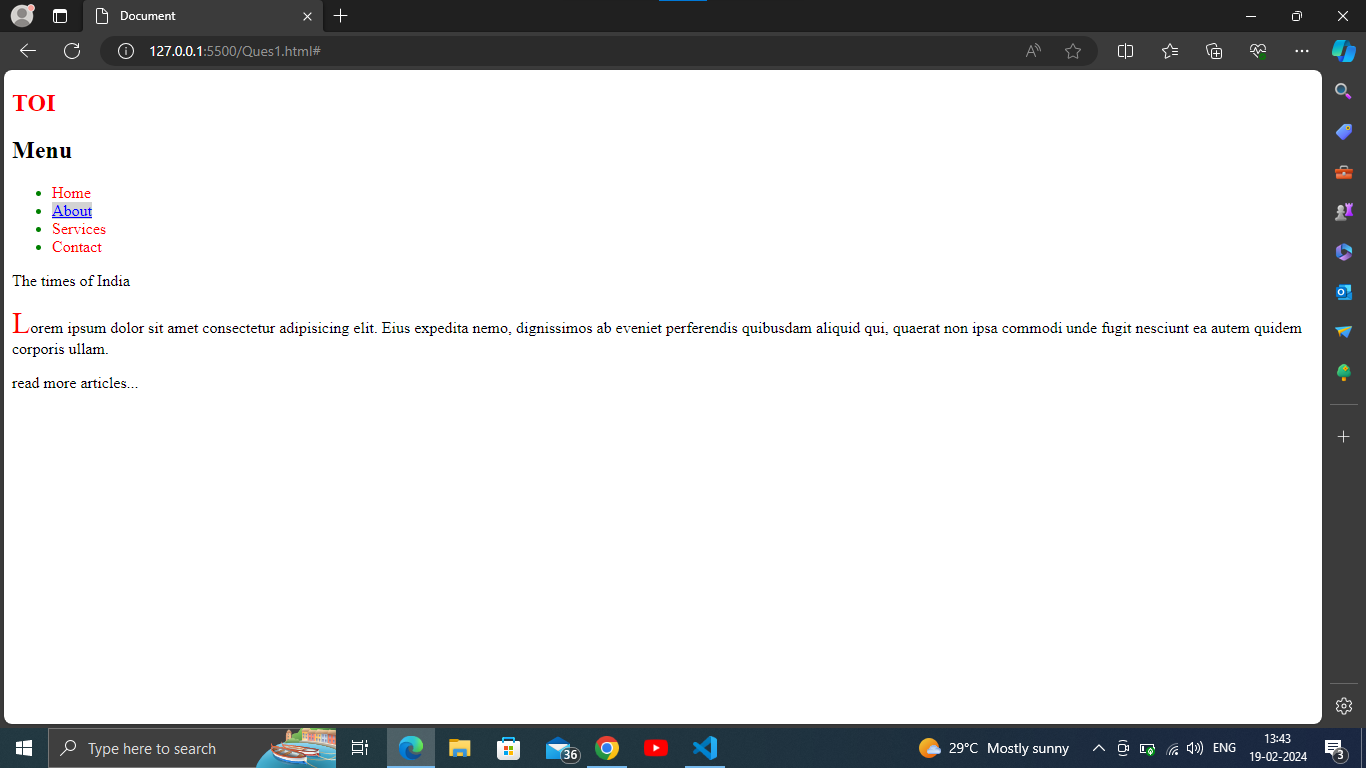 Document
127.0.0.1:5500/Ques1.html#
TOI
Menu
Home
About
Services
Contact
The times of India
Lorem ipsum dolor sit amet consectetur adipisicing elit. Eius expedita nemo, dignissimos ab eveniet perferendis quibusdam aliquid qui, quaerat non ipsa commodi unde fugit nesciunt ea autem quidem
corporis ullam.
read more articles...
Type here to search
36
29°C Mostly sunny
ENG
13:43
19-02-2024
3